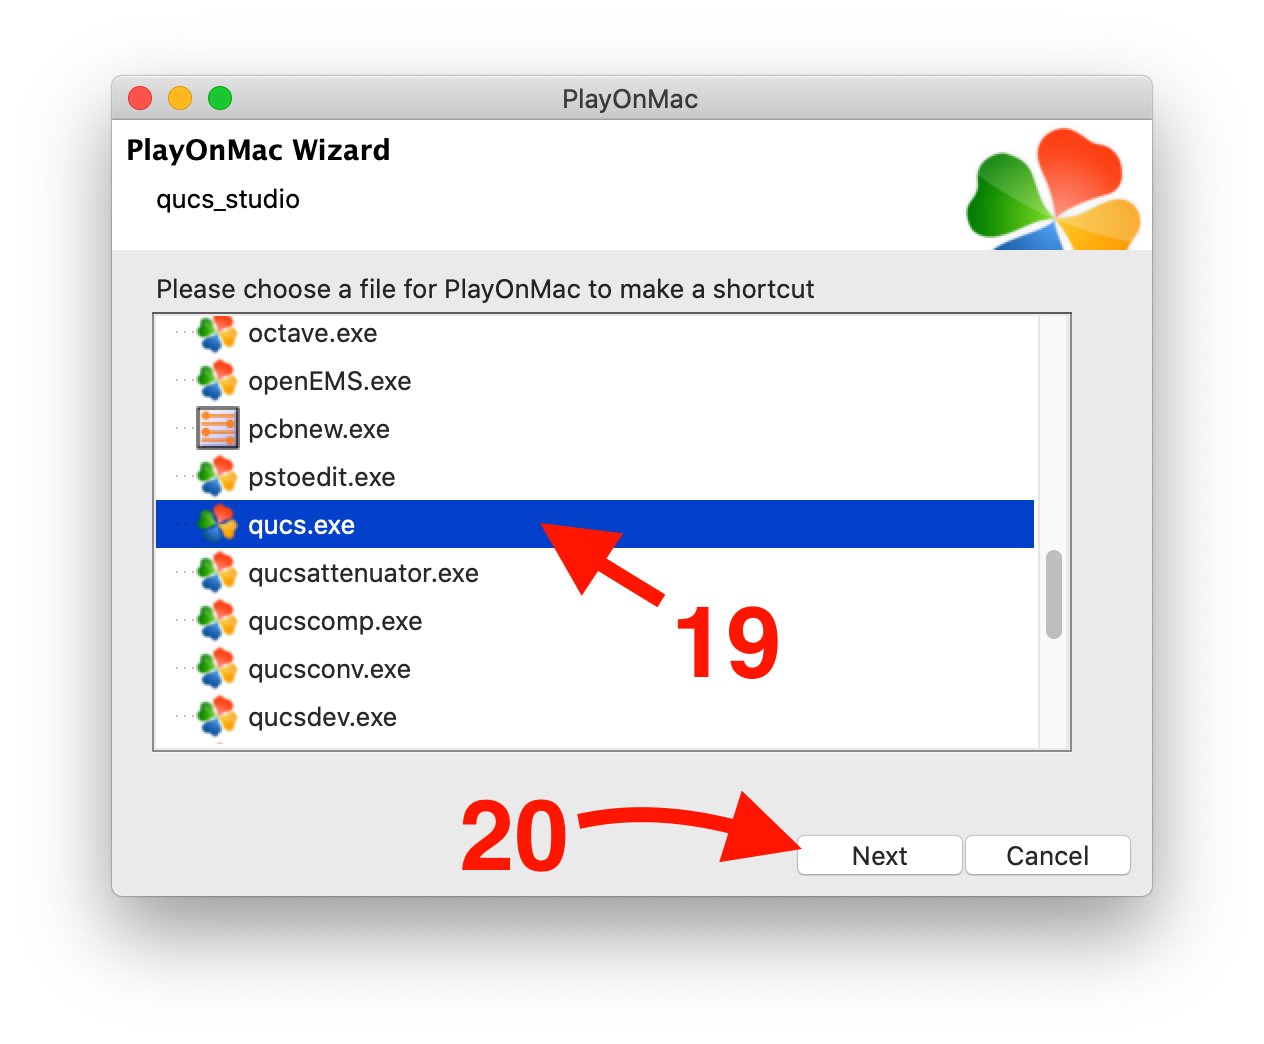 PlayOnMac
PlayOnMac Wizard
qucs_studio
Please choose a file for PlayOnMac to make a shortcut
octave.exe
openEMS.exe
pcbnew.exe
pstoedit.exe
qucs.exe
qucsattenuator.exe
qucscomp.exe
19
qucsconv.exe
qucsdev.exe
20
Next
Cancel